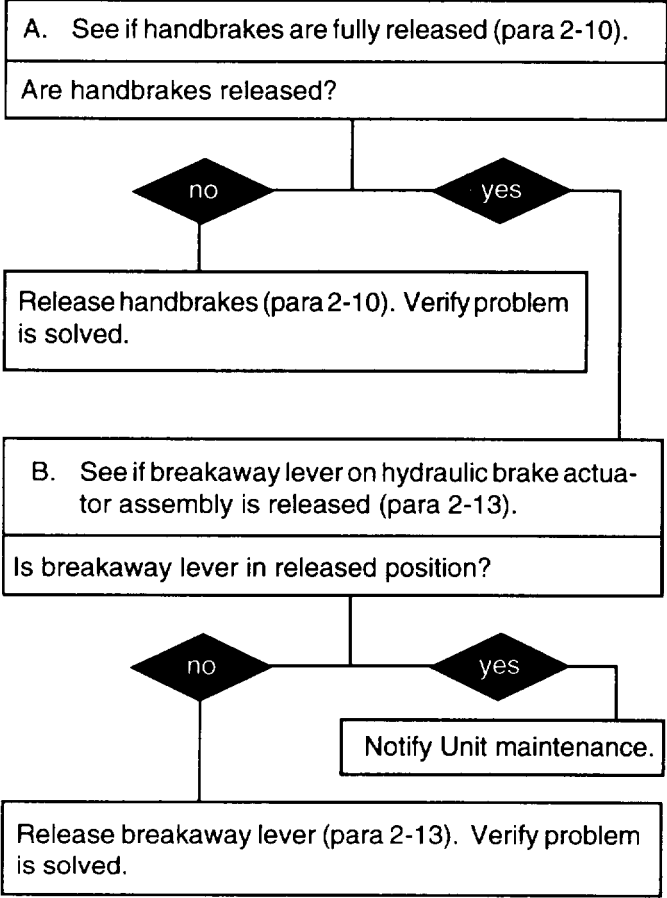 A. See if handbrakes are fully released (para 2-10).
Are handbrakes released?
no
yes
Release handbrakes (para 2-10). Verify problem
is solved.
B. See if breakaway lever on hydraulic brake actua-
tor assembly is released (para 2-13).
Is breakaway lever in released position?
no
yes
Notify Unit maintenance.
Release breakaway lever (para 2-13). Verify problem
is solved.